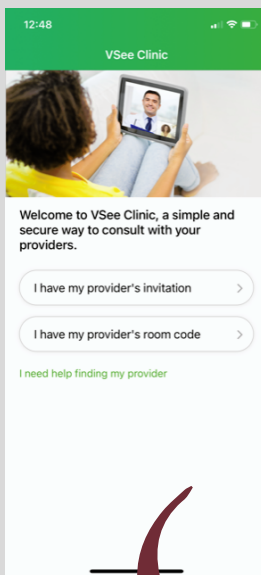 12:48
VSee Clinic
Welcome to VSee Clinic, a simple and
secure way to consult with your
providers.
I have my provider's invitation
I have my provider's room code
I need help finding my provider